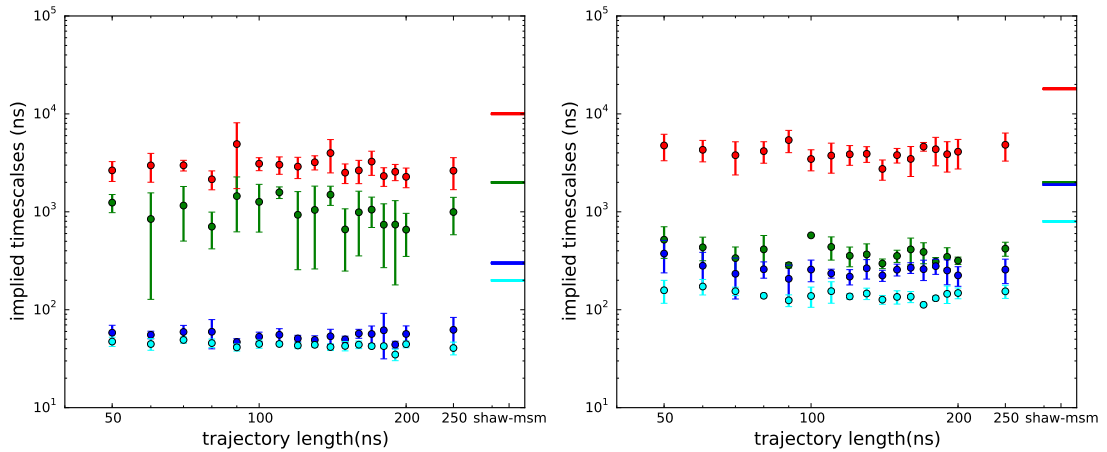 10^5
10^4
10^3
10^2
10^1
implied timescalses (ns)
50 100 200 250 shaw-msm
trajectory length(ns)
10^5
10^4
10^3
10^2
10^1
implied timescalses (ns)
50 100 200 250 shaw-msm
trajectory length(ns)